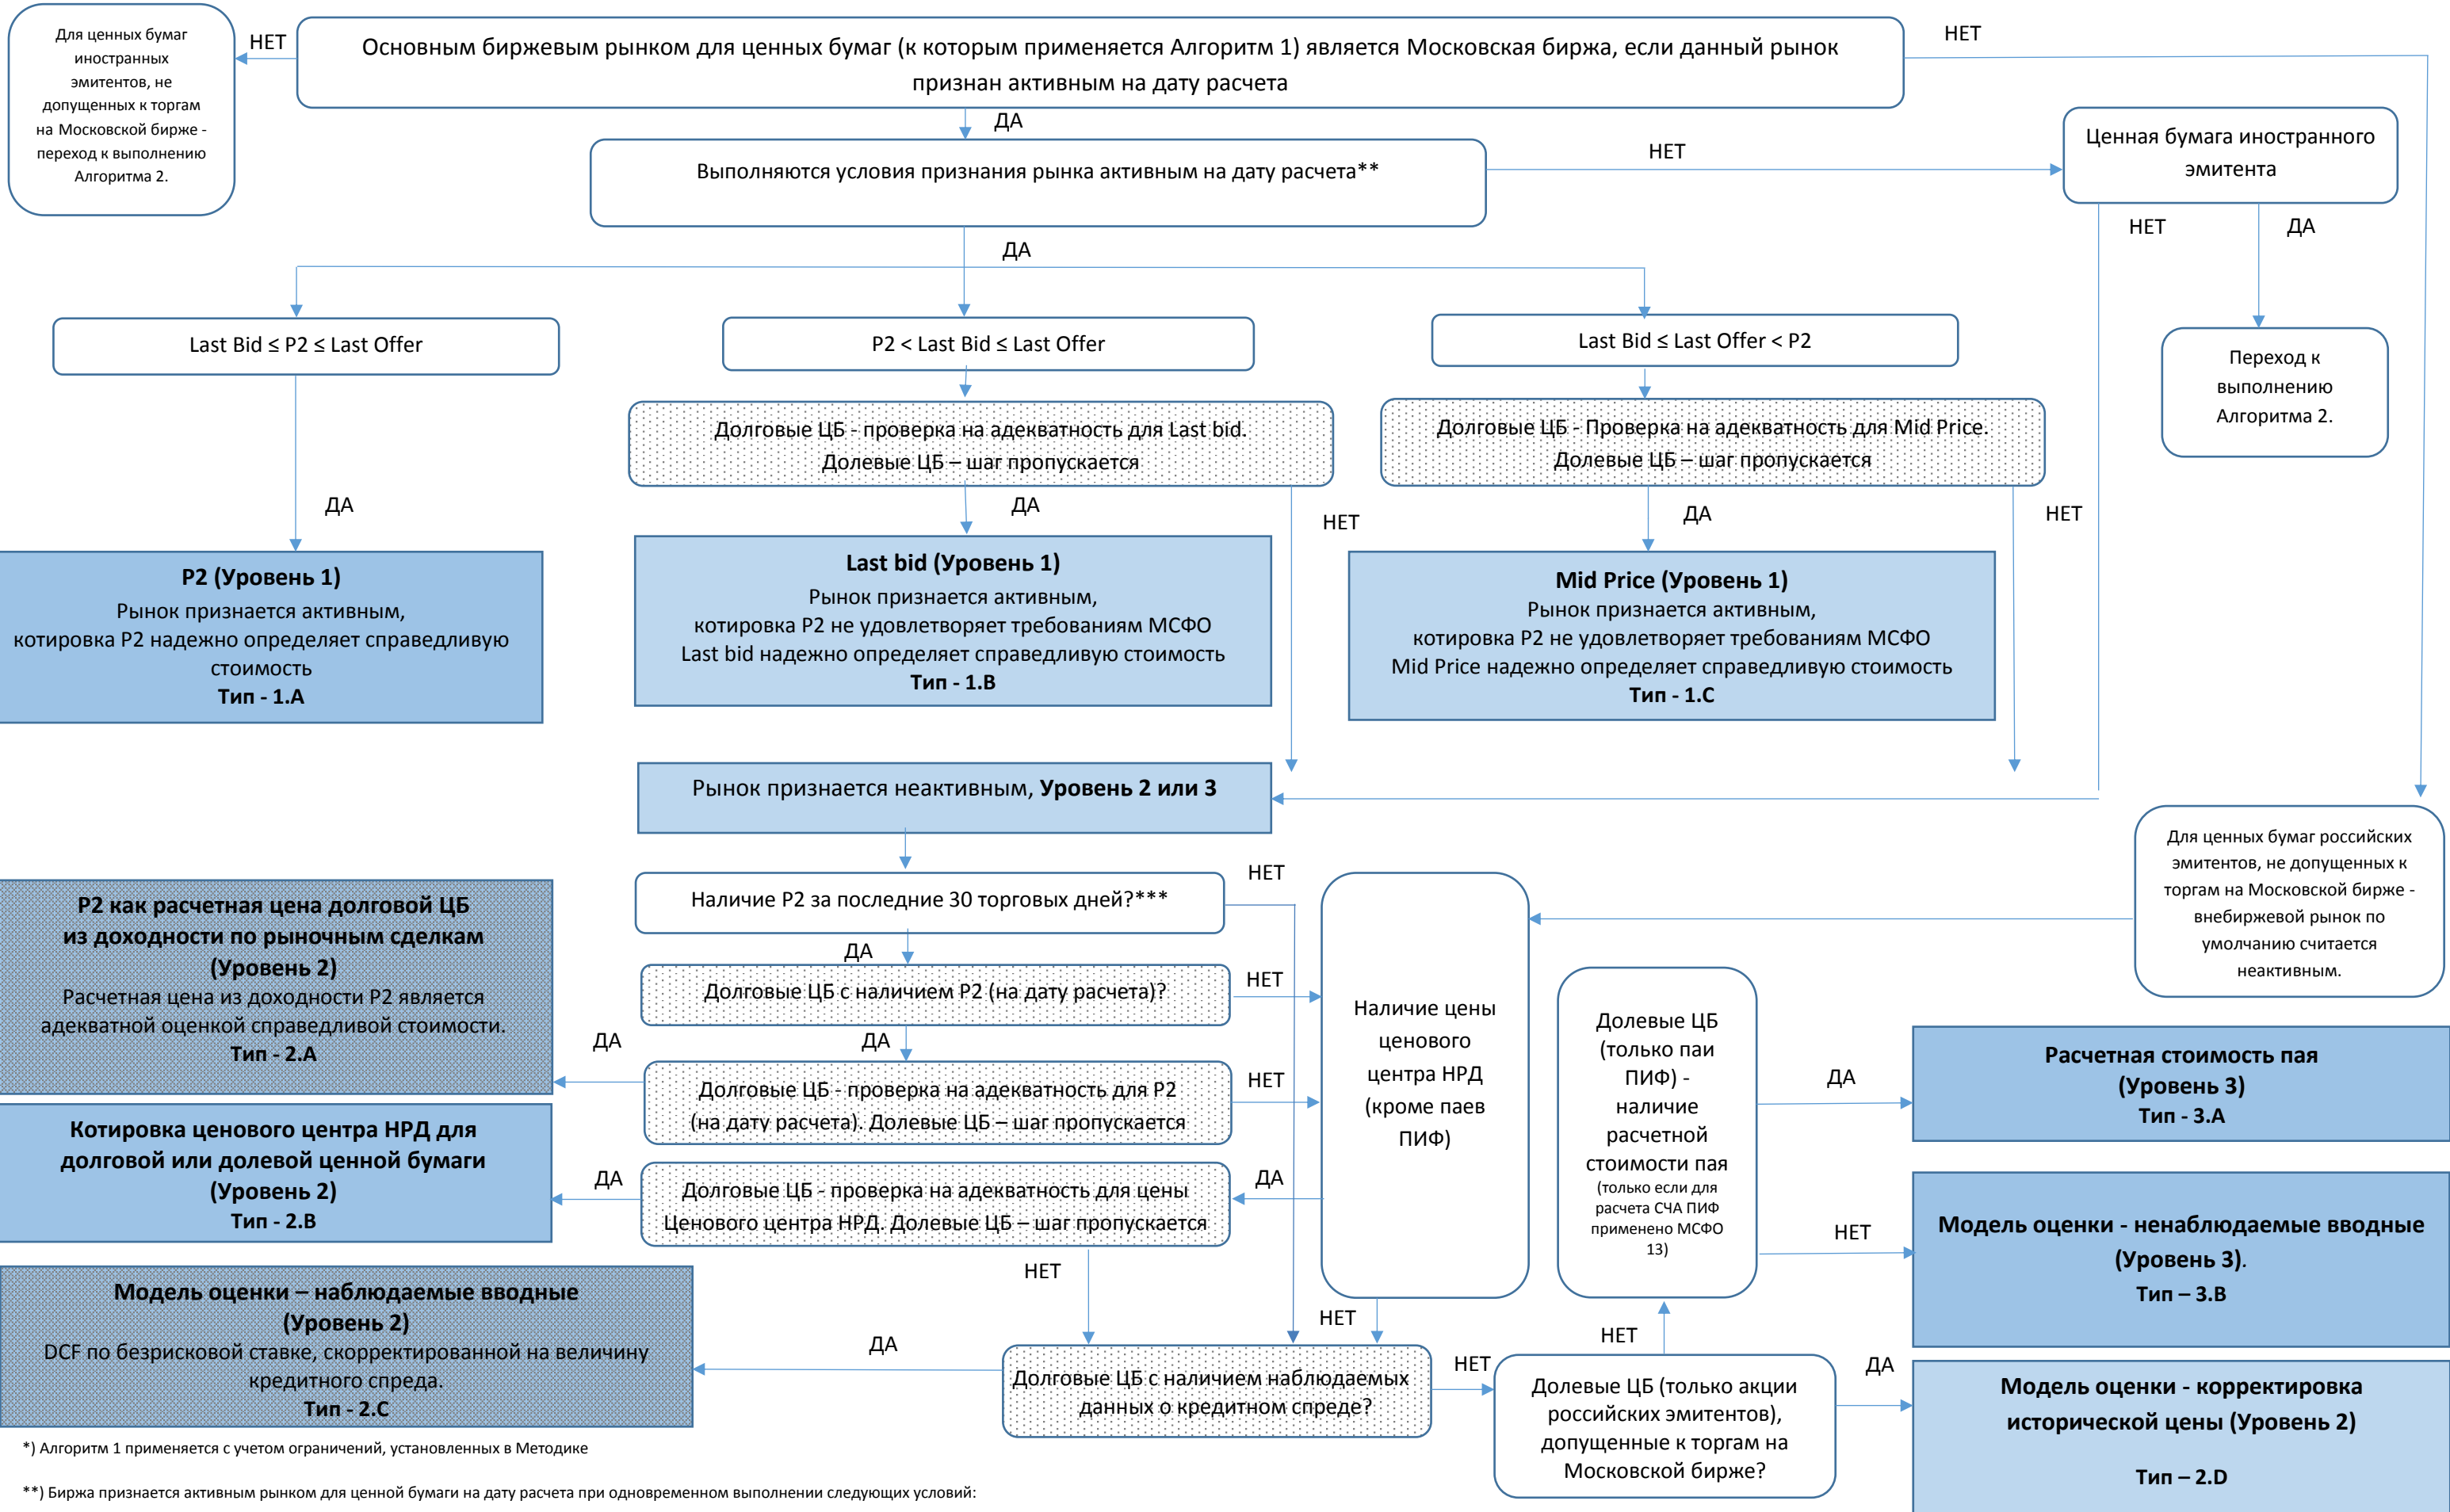 Для ценных бумаг
иностранных
эмитентов, не
допущенных к торгам
на Московской бирже -
переход к выполнению
Алгоритма 2.
НЕТ
Основным биржевым рынком для ценных бумаг (к которым применяется Алгоритм 1) является Московская биржа, если данный рынок
признан активным на дату расчета
НЕТ
ДА
Выполняются условия признания рынка активным на дату расчета**
НЕТ
Ценная бумага иностранного
эмитента
НЕТ
ДА
ДА
Last Bid ≤ P2 ≤ Last Offer
P2 < Last Bid ≤ Last Offer
Last Bid ≤ Last Offer < P2
Переход к
выполнению
Алгоритма 2.
Долговые ЦБ - проверка на адекватность для Last bid.
Долевые ЦБ – шаг пропускается
Долговые ЦБ - Проверка на адекватность для Mid Price.
Долевые ЦБ – шаг пропускается
ДА
ДА
НЕТ
ДА
НЕТ
P2 (Уровень 1)
Рынок признается активным,
котировка P2 надежно определяет справедливую
стоимость
Тип - 1.A
Last bid (Уровень 1)
Рынок признается активным,
котировка P2 не удовлетворяет требованиям МСФО
Last bid надежно определяет справедливую стоимость
Тип - 1.B
Mid Price (Уровень 1)
Рынок признается активным,
котировка P2 не удовлетворяет требованиям МСФО
Mid Price надежно определяет справедливую стоимость
Тип - 1.C
Рынок признается неактивным, Уровень 2 или 3
Для ценных бумаг российских
эмитентов, не допущенных к
торгам на Московской бирже -
внебиржевой рынок по
умолчанию считается
неактивным.
Наличие P2 за последние 30 торговых дней?***
НЕТ
ДА
P2 как расчетная цена долговой ЦБ
из доходности по рыночным сделкам
(Уровень 2)
Расчетная цена из доходности P2 является
адекватной оценкой справедливой стоимости.
Тип - 2.A
Долговые ЦБ с наличием P2 (на дату расчета)?
НЕТ
ДА
ДА
Долговые ЦБ - проверка на адекватность для P2
(на дату расчета). Долевые ЦБ – шаг пропускается
НЕТ
Наличие цены
ценового
центра НРД
(кроме паев
ПИФ)
Долевые ЦБ
(только паи
ПИФ) -
наличие
расчетной
стоимости пая
(только если для
расчета СЧА ПИФ
применено МСФО
13)
ДА
Расчетная стоимость пая
(Уровень 3)
Тип - 3.A
Котировка ценового центра НРД для
долговой или долевой ценной бумаги
(Уровень 2)
Тип - 2.B
ДА
Долговые ЦБ - проверка на адекватность для цены
Ценового центра НРД. Долевые ЦБ – шаг пропускается
ДА
НЕТ
Модель оценки - ненаблюдаемые вводные
(Уровень 3).
Тип – 3.B
НЕТ
НЕТ
НЕТ
Модель оценки – наблюдаемые вводные
(Уровень 2)
DCF по безрисковой ставке, скорректированной на величину
кредитного спреда.
Тип - 2.C
ДА
Долговые ЦБ с наличием наблюдаемых
данных о кредитном спреде?
НЕТ
Долевые ЦБ (только акции
российских эмитентов),
допущенные к торгам на
Московской бирже?
ДА
Модель оценки - корректировка
исторической цены (Уровень 2)
Тип – 2.D
*) Алгоритм 1 применяется с учетом ограничений, установленных в Методике
**) Биржа признается активным рынком для ценной бумаги на дату расчета при одновременном выполнении следующих условий: